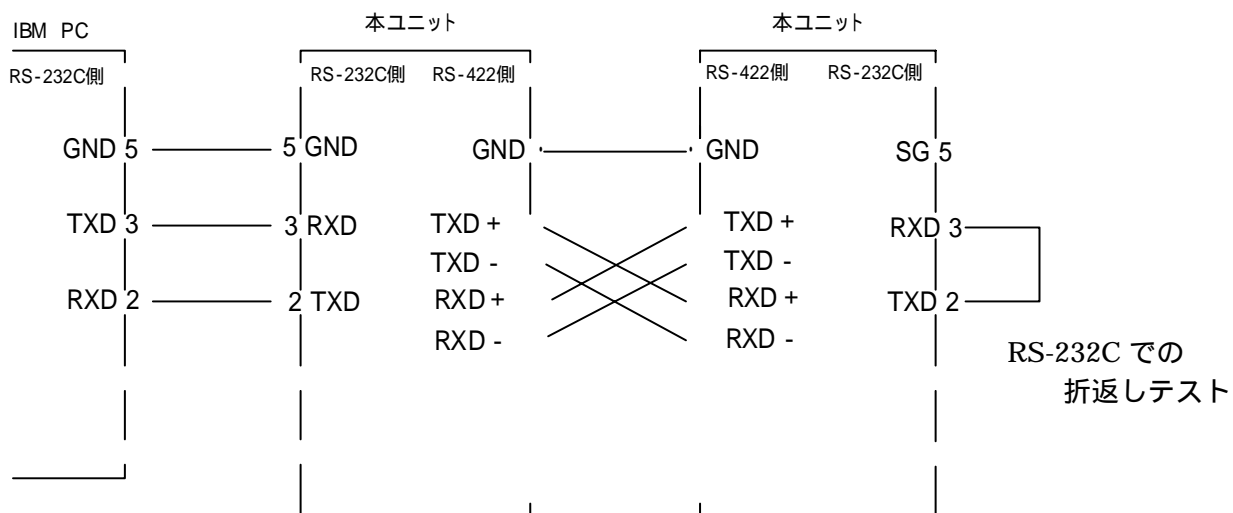 IBM PC
本ユニット
本ユニット
RS-232C側
RS-232C側 RS-422側
RS-422側 RS-232C側
GND 5
5 GND
GND
GND
SG 5
TXD 3
3 RXD
TXD +
TXD +
RXD 3
TXD -
TXD -
RXD 2
2 TXD
RXD +
RXD +
TXD 2
RXD -
RXD -
RS-232C での
折返しテスト